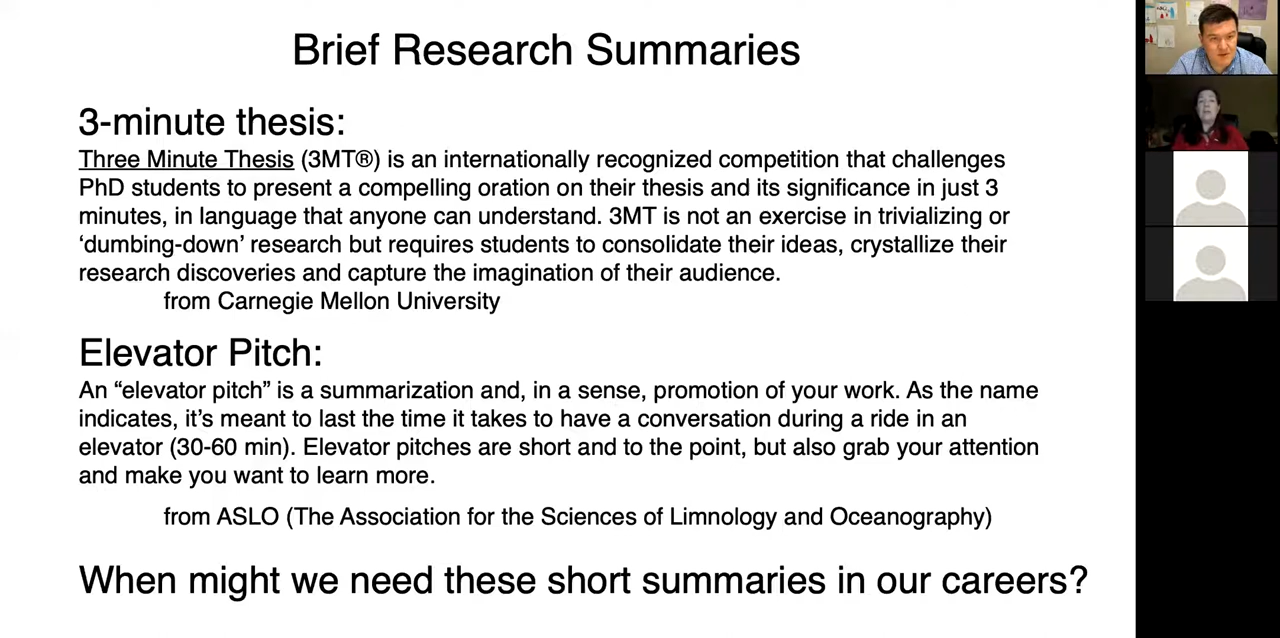 Brief Research Summaries
3-minute thesis:
Three Minute Thesis (3MT®) is an internationally recognized competition that challenges
PhD students to present a compelling oration on their thesis and its significance in just 3
minutes, in language that anyone can understand. 3MT is not an exercise in trivializing or
‘dumbing-down’ research but requires students to consolidate their ideas, crystallize their
research discoveries and capture the imagination of their audience.
from Carnegie Mellon University
Elevator Pitch:
An “elevator pitch” is a summarization and, in a sense, promotion of your work. As the name
indicates, it’s meant to last the time it takes to have a conversation during a ride in an
elevator (30-60 min). Elevator pitches are short and to the point, but also grab your attention
and make you want to learn more.
from ASLO (The Association for the Sciences of Limnology and Oceanography)
When might we need these short summaries in our careers?